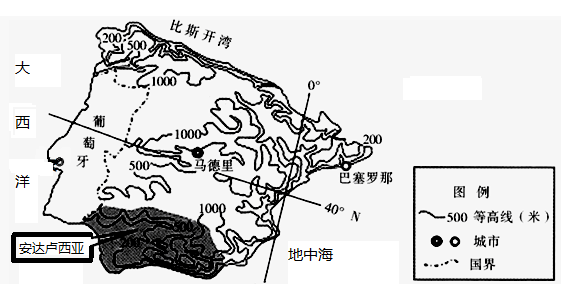 比斯开湾
200
500
1000
0°
大
西
洋
葡
萄
牙
1000
马德里
500
200
巴塞罗那
1000
40° N
500
安达卢西亚
地中海
图 例
500 等高线（米）
城市
国界